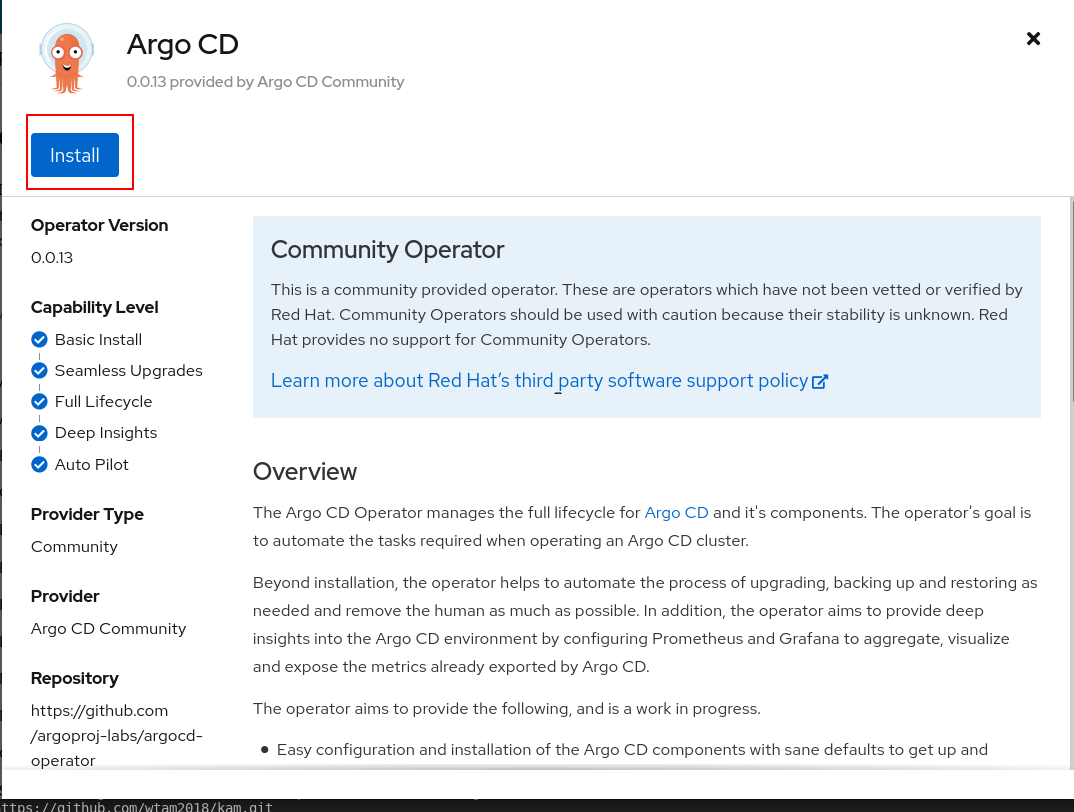 Argo CD
0.0.13 provided by Argo CD Community
Install
Operator Version
0.0.13
Capability Level
Basic Install
Seamless Upgrades
Full Lifecycle
Deep Insights
Auto Pilot
Provider Type
Community
Provider
Argo CD Community
Repository
https://github.com
/argoproj-labs/argocd-
operator
Community Operator
This is a community provided operator. These are operators which have not been vetted or verified by
Red Hat. Community Operators should be used with caution because their stability is unknown. Red
Hat provides no support for Community Operators.
Learn more about Red Hat’s third party software support policy
Overview
The Argo CD Operator manages the full lifecycle for Argo CD and it's components. The operator's goal is
to automate the tasks required when operating an Argo CD cluster.
Beyond installation, the operator helps to automate the process of upgrading, backing up and restoring as
needed and remove the human as much as possible. In addition, the operator aims to provide deep
insights into the Argo CD environment by configuring Prometheus and Grafana to aggregate, visualize
and expose the metrics already exported by Argo CD.
The operator aims to provide the following, and is a work in progress.
• Easy configuration and installation of the Argo CD components with sane defaults to get up and
ttps://github.com/wtam2018/kam.git